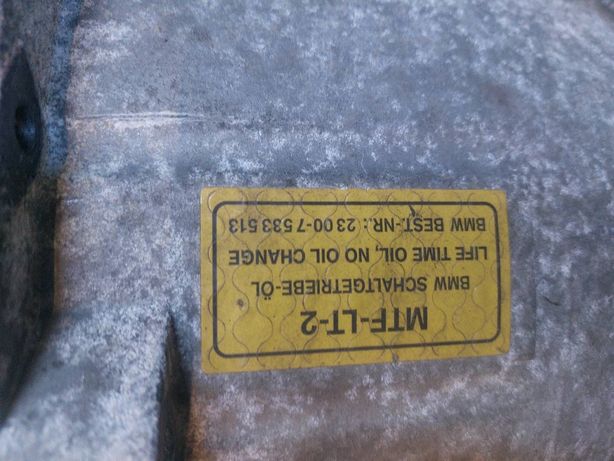 MTF-LT-2
BMW SCHALTGETRIEBE-ÖL
LIFE TIME OIL, NO OIL CHANGE
BMW BEST.-NR.: 23 00-7 533 513